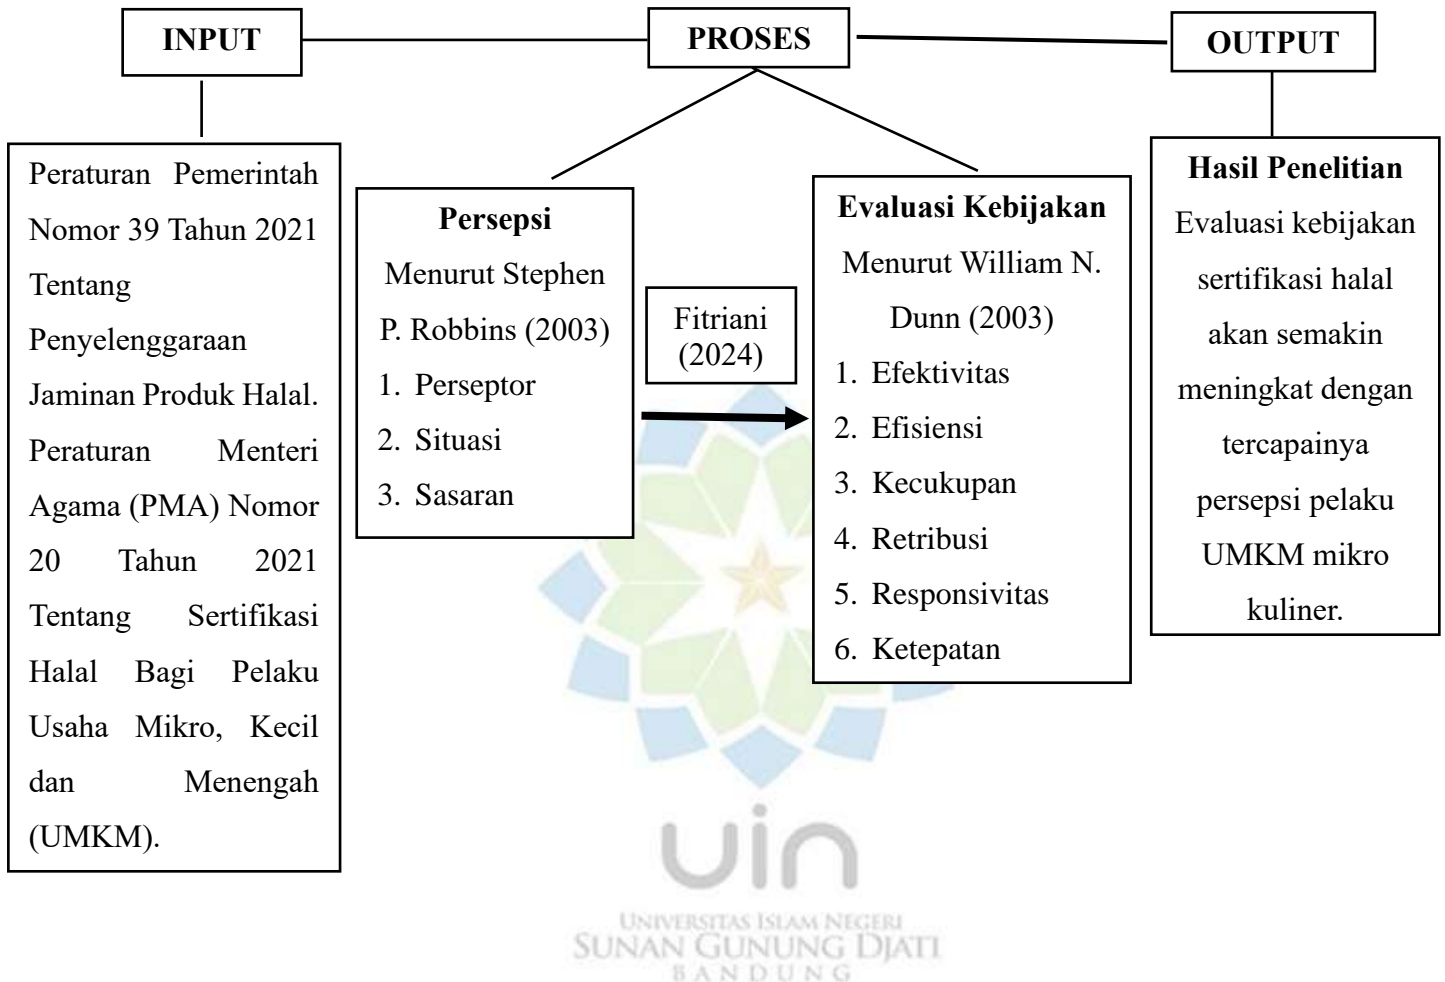 INPUT
PROSES
OUTPUT
Peraturan Pemerintah
Nomor 39 Tahun 2021
Tentang
Penyelenggaraan
Jaminan Produk Halal.
Peraturan Menteri
Agama (PMA) Nomor
20 Tahun 2021
Tentang Sertifikasi
Halal Bagi Pelaku
Usaha Mikro, Kecil
dan Menengah
(UMKM).
Persepsi
Menurut Stephen
P. Robbins (2003)
1. Perseptor
2. Situasi
3. Sasaran
Fitriani
(2024)
Evaluasi Kebijakan
Menurut William N.
Dunn (2003)
1. Efektivitas
2. Efisiensi
3. Kecukupan
4. Retribusi
5. Responsivitas
6. Ketepatan
Hasil Penelitian
Evaluasi kebijakan
sertifikasi halal
akan semakin
meningkat dengan
tercapainya
persepsi pelaku
UMKM mikro
kuliner.
uin
UNIVERSITAS ISLAM NEGERI
SUNAN GUNUNG DJATI
BANDUNG